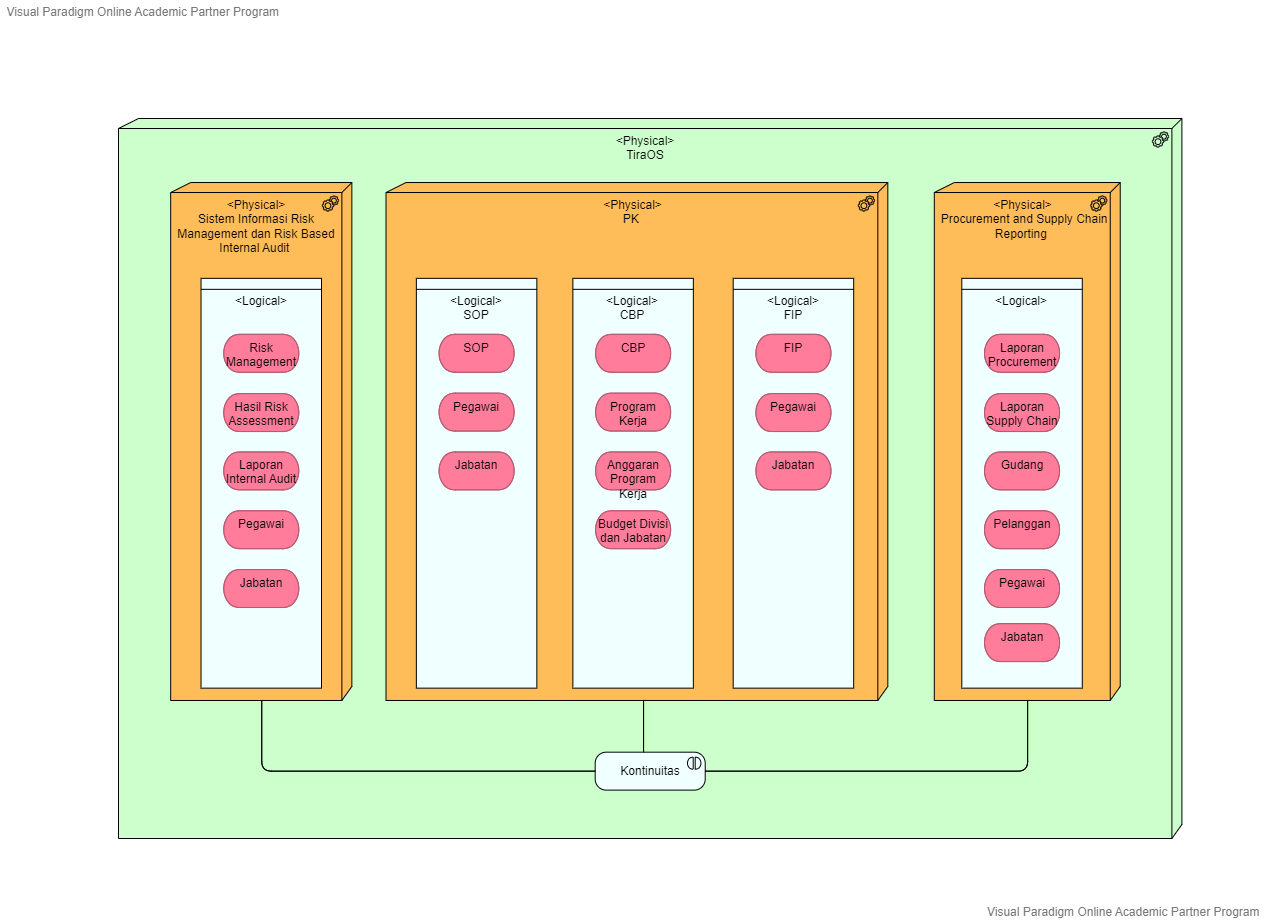 Visual Paradigm Online Academic Partner Program
<Physical>
TiraOS
<Physical>
Sistem Informasi Risk
Management dan Risk Based
Internal Audit
<Logical>
Risk
Management
Hasil Risk
Assessment
Laporan
Internal Audit
Pegawai
Jabatan
<Physical>
PK
<Logical>
SOP
SOP
Pegawai
Jabatan
<Logical>
CBP
CBP
Program
Kerja
Anggaran
Program
Kerja
Budget Divisi
dan Jabatan
<Logical>
FIP
FIP
Pegawai
Jabatan
<Physical>
Procurement and Supply Chain
Reporting
<Logical>
Laporan
Procurement
Laporan
Supply Chain
Gudang
Pelanggan
Pegawai
Jabatan
Kontinuitas
Visual Paradigm Online Academic Partner Program